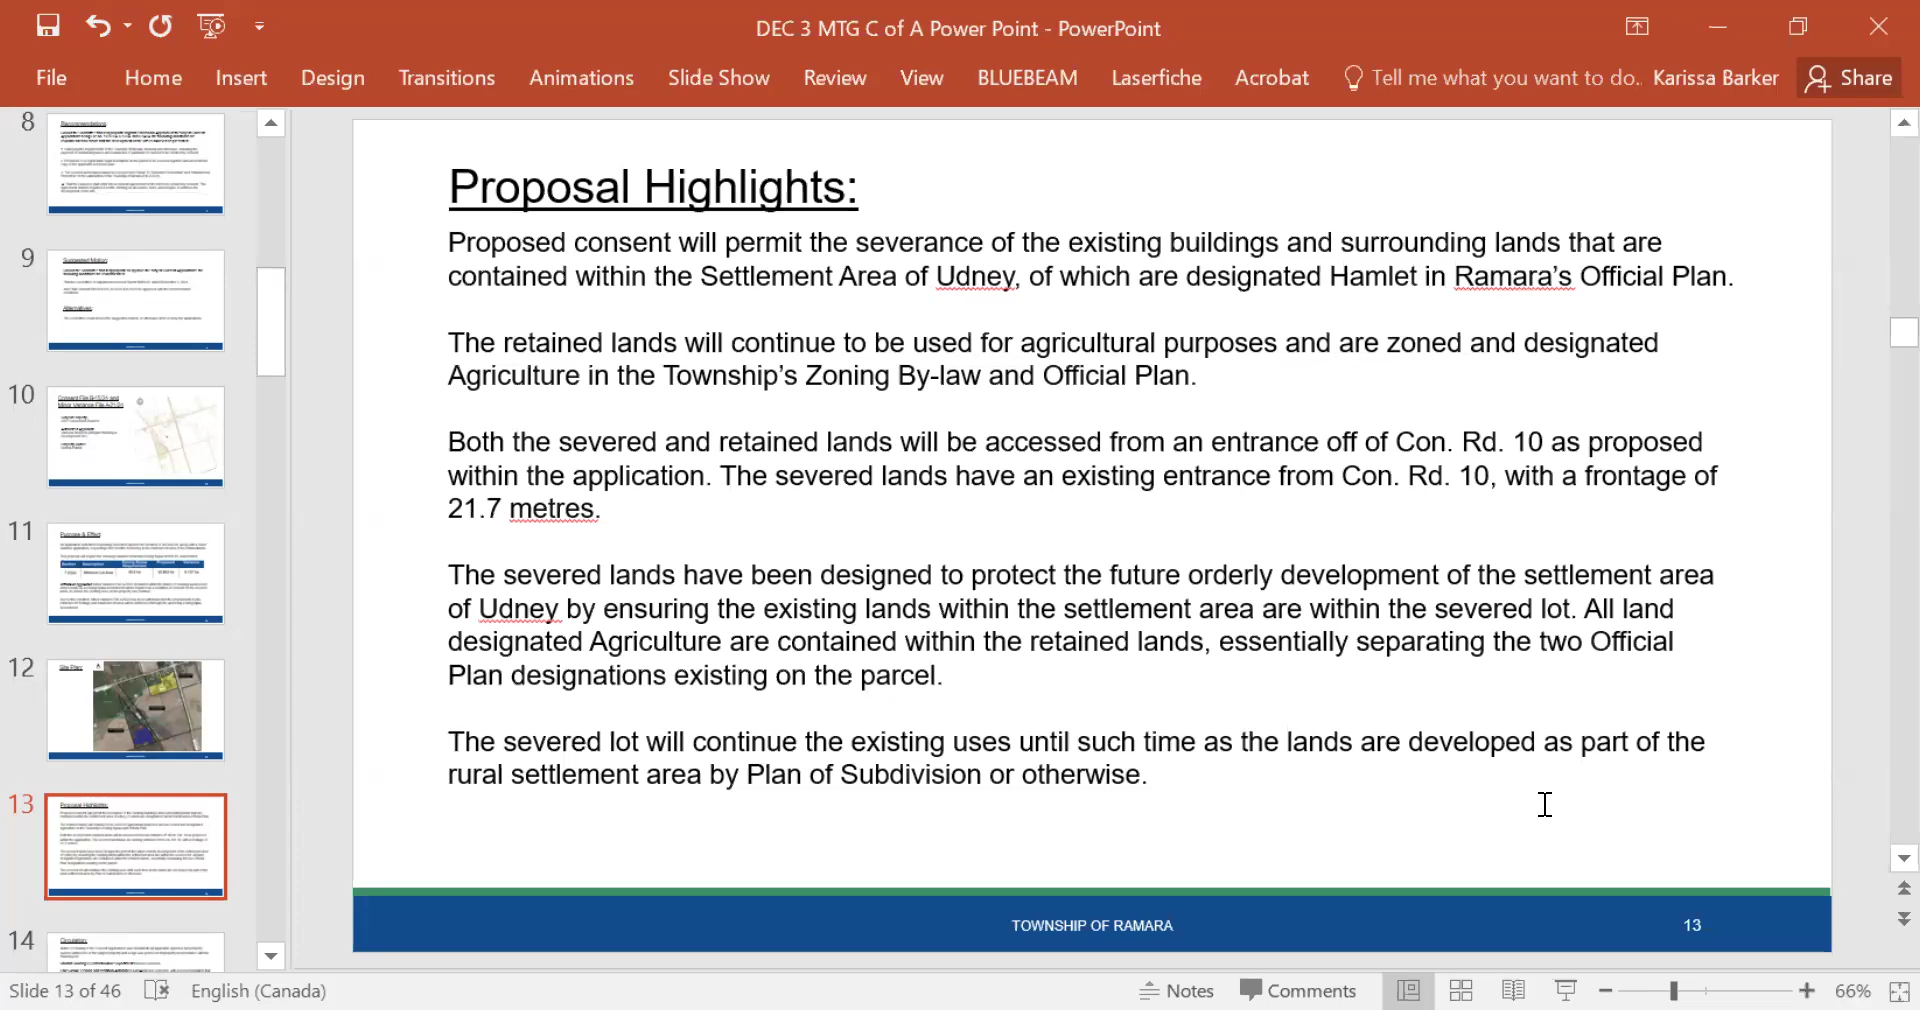 DEC 3 MTG C of A Power Point - PowerPoint
File Home Insert Design Transitions Animations Slide Show Review View BLUEBEAM Laserfiche Acrobat Tell me what you want to do.. Karissa Barker Share
8
Recommendations:
9
Suggested Motion:
Alternatives:
10
11
Purpose & Effect
12
Site Plan:
13
Proposal Highlights:
14
Circulation:
Proposal Highlights:
Proposed consent will permit the severance of the existing buildings and surrounding lands that are
contained within the Settlement Area of Udney, of which are designated Hamlet in Ramara’s Official Plan.
The retained lands will continue to be used for agricultural purposes and are zoned and designated
Agriculture in the Township’s Zoning By-law and Official Plan.
Both the severed and retained lands will be accessed from an entrance off of Con. Rd. 10 as proposed
within the application. The severed lands have an existing entrance from Con. Rd. 10, with a frontage of
21.7 metres.
The severed lands have been designed to protect the future orderly development of the settlement area
of Udney by ensuring the existing lands within the settlement area are within the severed lot. All land
designated Agriculture are contained within the retained lands, essentially separating the two Official
Plan designations existing on the parcel.
The severed lot will continue the existing uses until such time as the lands are developed as part of the
rural settlement area by Plan of Subdivision or otherwise.
TOWNSHIP OF RAMARA 13
Slide 13 of 46 English (Canada) Notes Comments 66%